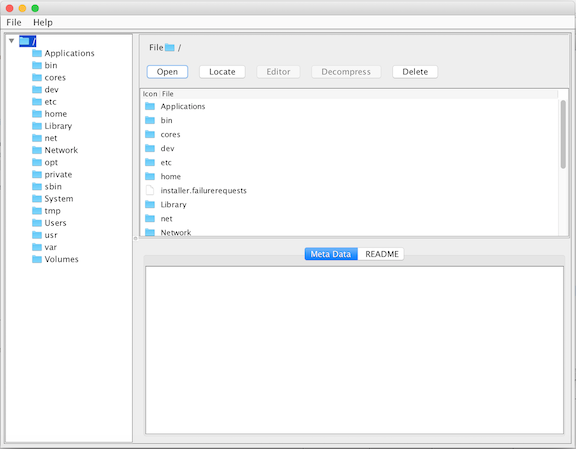 File Help
/
Applications
bin
cores
dev
etc
home
Library
net
Network
opt
private
sbin
System
tmp
Users
usr
var
Volumes
File /
Open Locate Editor Decompress Delete
Icon File
Applications
bin
cores
dev
etc
home
installer.failurerequests
Library
net
Network
Meta Data README